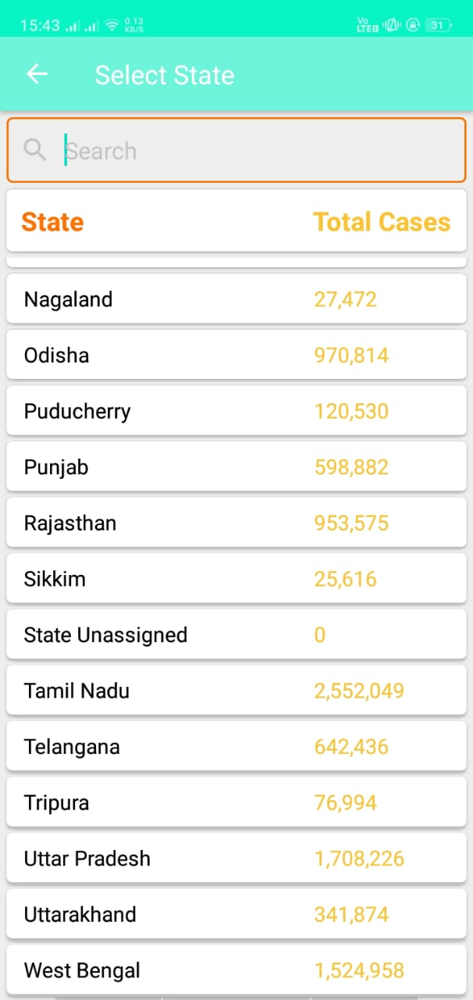 15:43 0.13 KB/S Vo LTE 31
Select State
Search
State Total Cases
Nagaland 27,472
Odisha 970,814
Puducherry 120,530
Punjab 598,882
Rajasthan 953,575
Sikkim 25,616
State Unassigned 0
Tamil Nadu 2,552,049
Telangana 642,436
Tripura 76,994
Uttar Pradesh 1,708,226
Uttarakhand 341,874
West Bengal 1,524,958